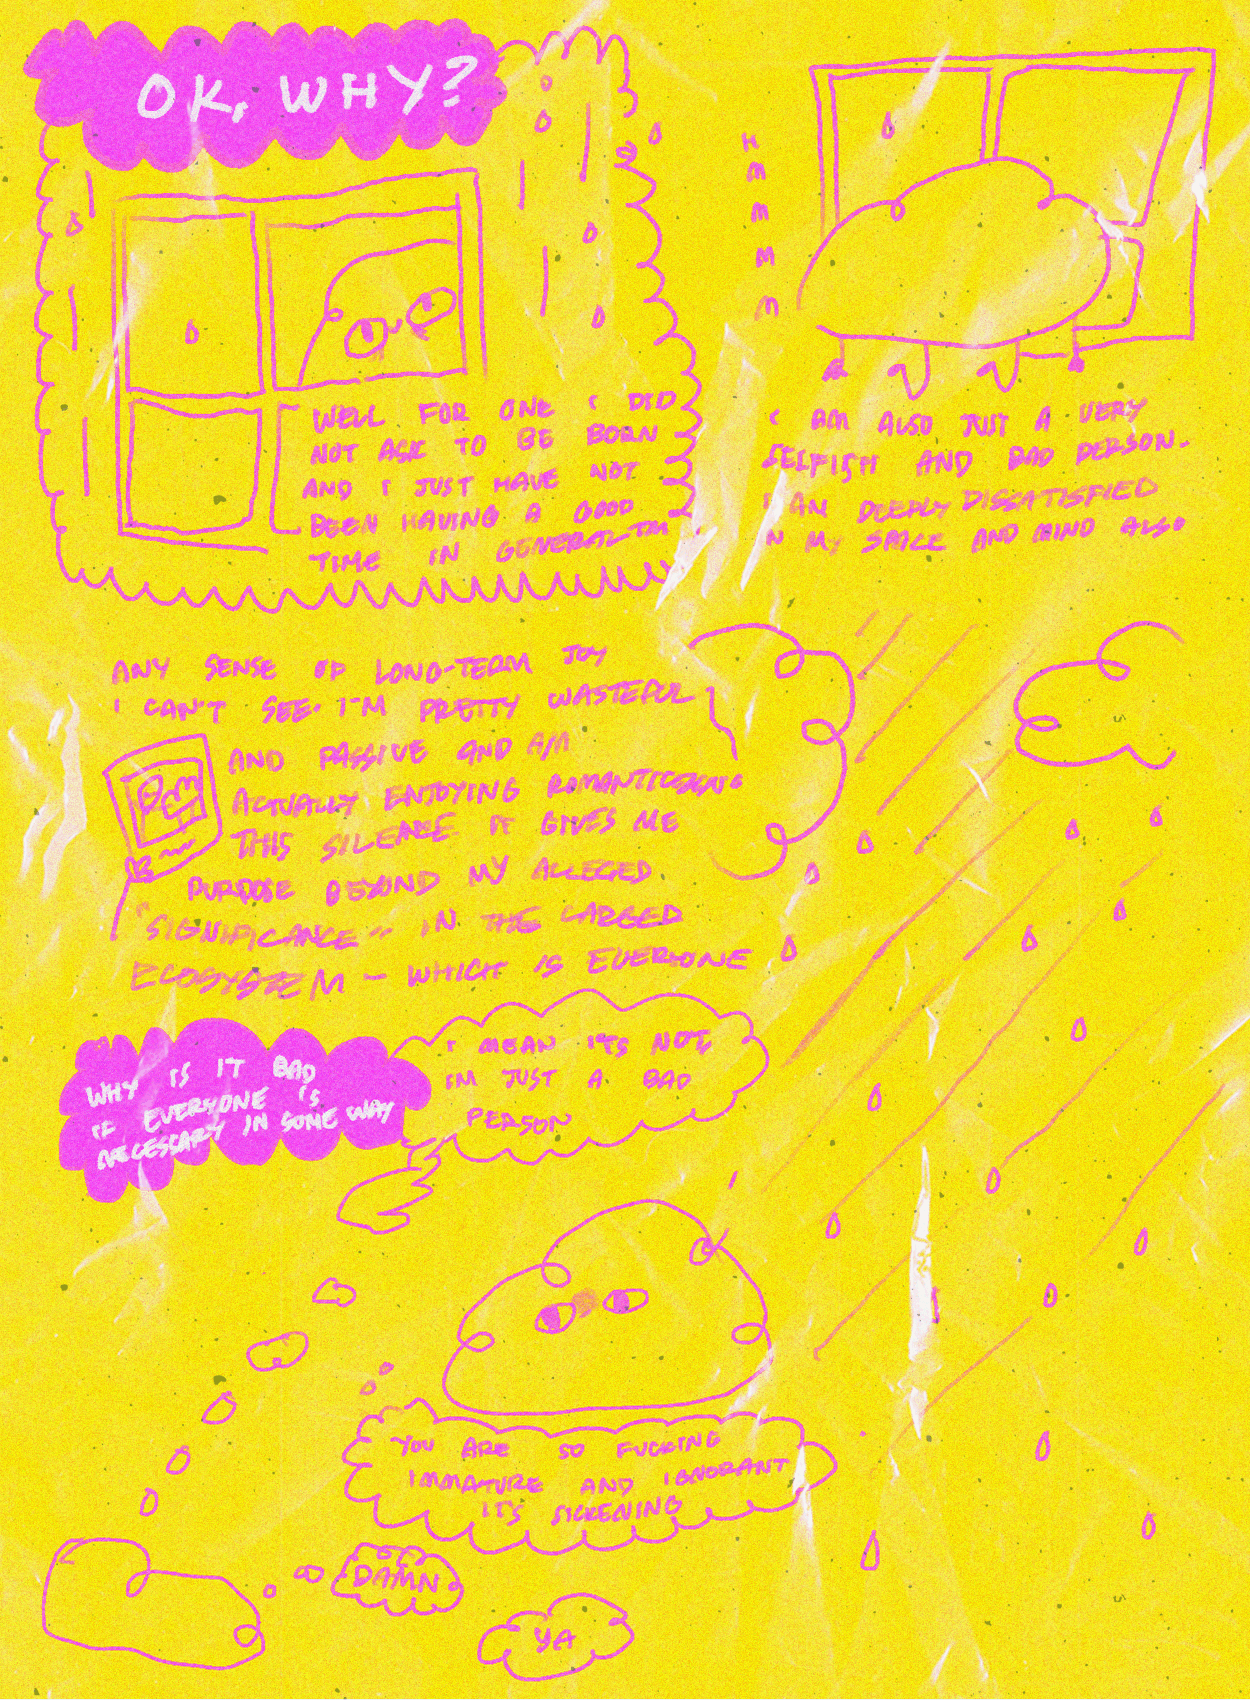 OK, WHY?
WELL FOR ONE I DID
NOT ASK TO BE BORN
AND I JUST HAVE NOT
BEEN HAVING A GOOD
TIME IN GENERAL™
HMMMM
I AM ALSO JUST A VERY
SELFISH AND BAD PERSON.
I AM DEEPLY DISSATISFIED
IN MY SPACE AND MIND ALSO
ANY SENSE OF LONG-TERM JOY
I CAN'T SEE. I'M PRETTY WASTEFUL
AND PASSIVE AND AM
ACTUALLY ENJOYING ROMANTICIZING
THIS SILENCE IT GIVES ME
PURPOSE BEYOND MY ALLEGED
"SIGNIFICANCE" IN THE LARGER
ECOSYSTEM - WHICH IS EVERYONE
WHY IS IT BAD
IF EVERYONE IS
NECESSARY IN SOME WAY
I MEAN IT'S NOT,
I'M JUST A BAD
PERSON
YOU ARE SO FUCKING
IMMATURE AND IGNORANT
IT'S SICKENING
DAMN
YA